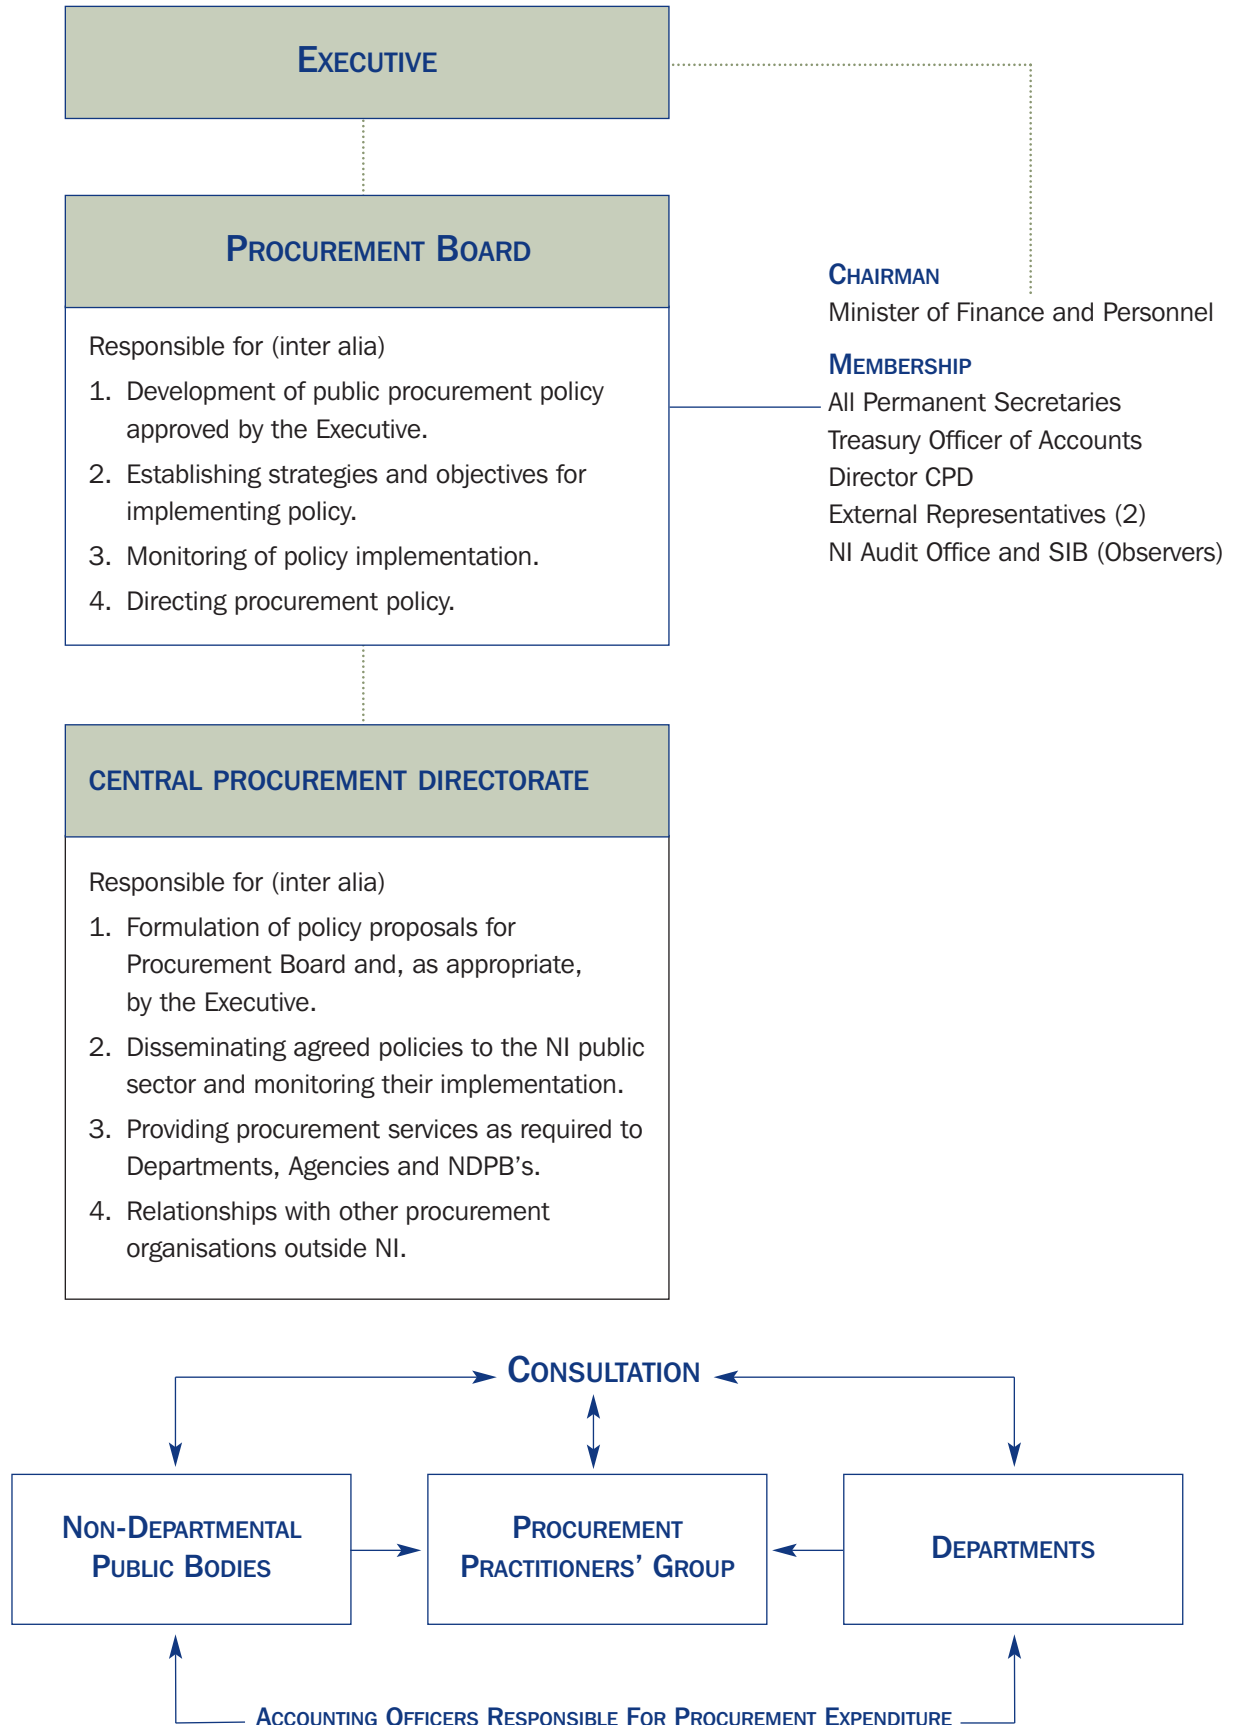 EXECUTIVE
PROCUREMENT BOARD
Responsible for (inter alia)
1. Development of public procurement policy
approved by the Executive.
2. Establishing strategies and objectives for
implementing policy.
3. Monitoring of policy implementation.
4. Directing procurement policy.
CHAIRMAN
Minister of Finance and Personnel
MEMBERSHIP
All Permanent Secretaries
Treasury Officer of Accounts
Director CPD
External Representatives (2)
NI Audit Office and SIB (Observers)
CENTRAL PROCUREMENT DIRECTORATE
Responsible for (inter alia)
1. Formulation of policy proposals for
Procurement Board and, as appropriate,
by the Executive.
2. Disseminating agreed policies to the NI public
sector and monitoring their implementation.
3. Providing procurement services as required to
Departments, Agencies and NDPB's.
4. Relationships with other procurement
organisations outside NI.
CONSULTATION
NON-DEPARTMENTAL
PUBLIC BODIES
PROCUREMENT
PRACTITIONERS' GROUP
DEPARTMENTS
ACCOUNTING OFFICERS RESPONSIBLE FOR PROCUREMENT EXPENDITURE